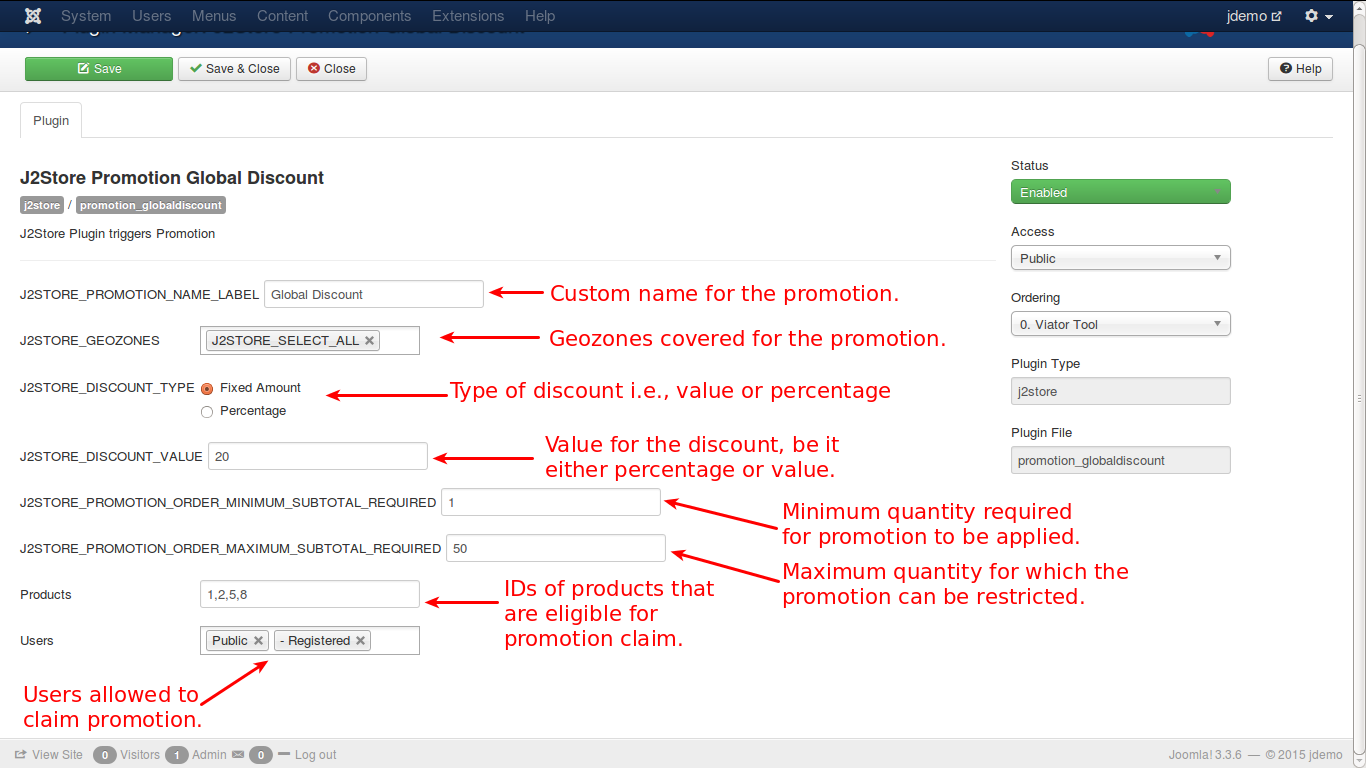 System Users Menus Content Components Extensions Help jdemo
Save Save & Close Close Help
Plugin
J2Store Promotion Global Discount
j2store / promotion_globaldiscount
J2Store Plugin triggers Promotion
J2STORE_PROMOTION_NAME_LABEL Global Discount
Custom name for the promotion.
J2STORE_GEOZONES J2STORE_SELECT_ALL
Geozones covered for the promotion.
J2STORE_DISCOUNT_TYPE Fixed Amount
Percentage
Type of discount i.e., value or percentage
J2STORE_DISCOUNT_VALUE 20
Value for the discount, be it
either percentage or value.
J2STORE_PROMOTION_ORDER_MINIMUM_SUBTOTAL_REQUIRED 1
Minimum quantity required
for promotion to be applied.
J2STORE_PROMOTION_ORDER_MAXIMUM_SUBTOTAL_REQUIRED 50
Maximum quantity for which the
promotion can be restricted.
Products 1,2,5,8
IDs of products that
are eligible for
promotion claim.
Users Public - Registered
Users allowed to
claim promotion.
Status
Enabled
Access
Public
Ordering
0. Viator Tool
Plugin Type
j2store
Plugin File
promotion_globaldiscount
View Site 0 Visitors 1 Admin 0 Log out Joomla! 3.3.6 — © 2015 jdemo